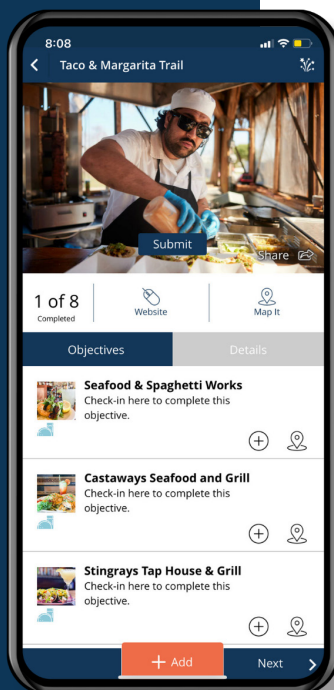 8:08
Taco & Margarita Trail
Submit
Share
1 of 8
Completed
Website
Map It
Objectives
Details
Seafood & Spaghetti Works
Check-in here to complete this
objective.
Castaways Seafood and Grill
Check-in here to complete this
objective.
Stingrays Tap House & Grill
Check-in here to complete this
objective.
+ Add
Next